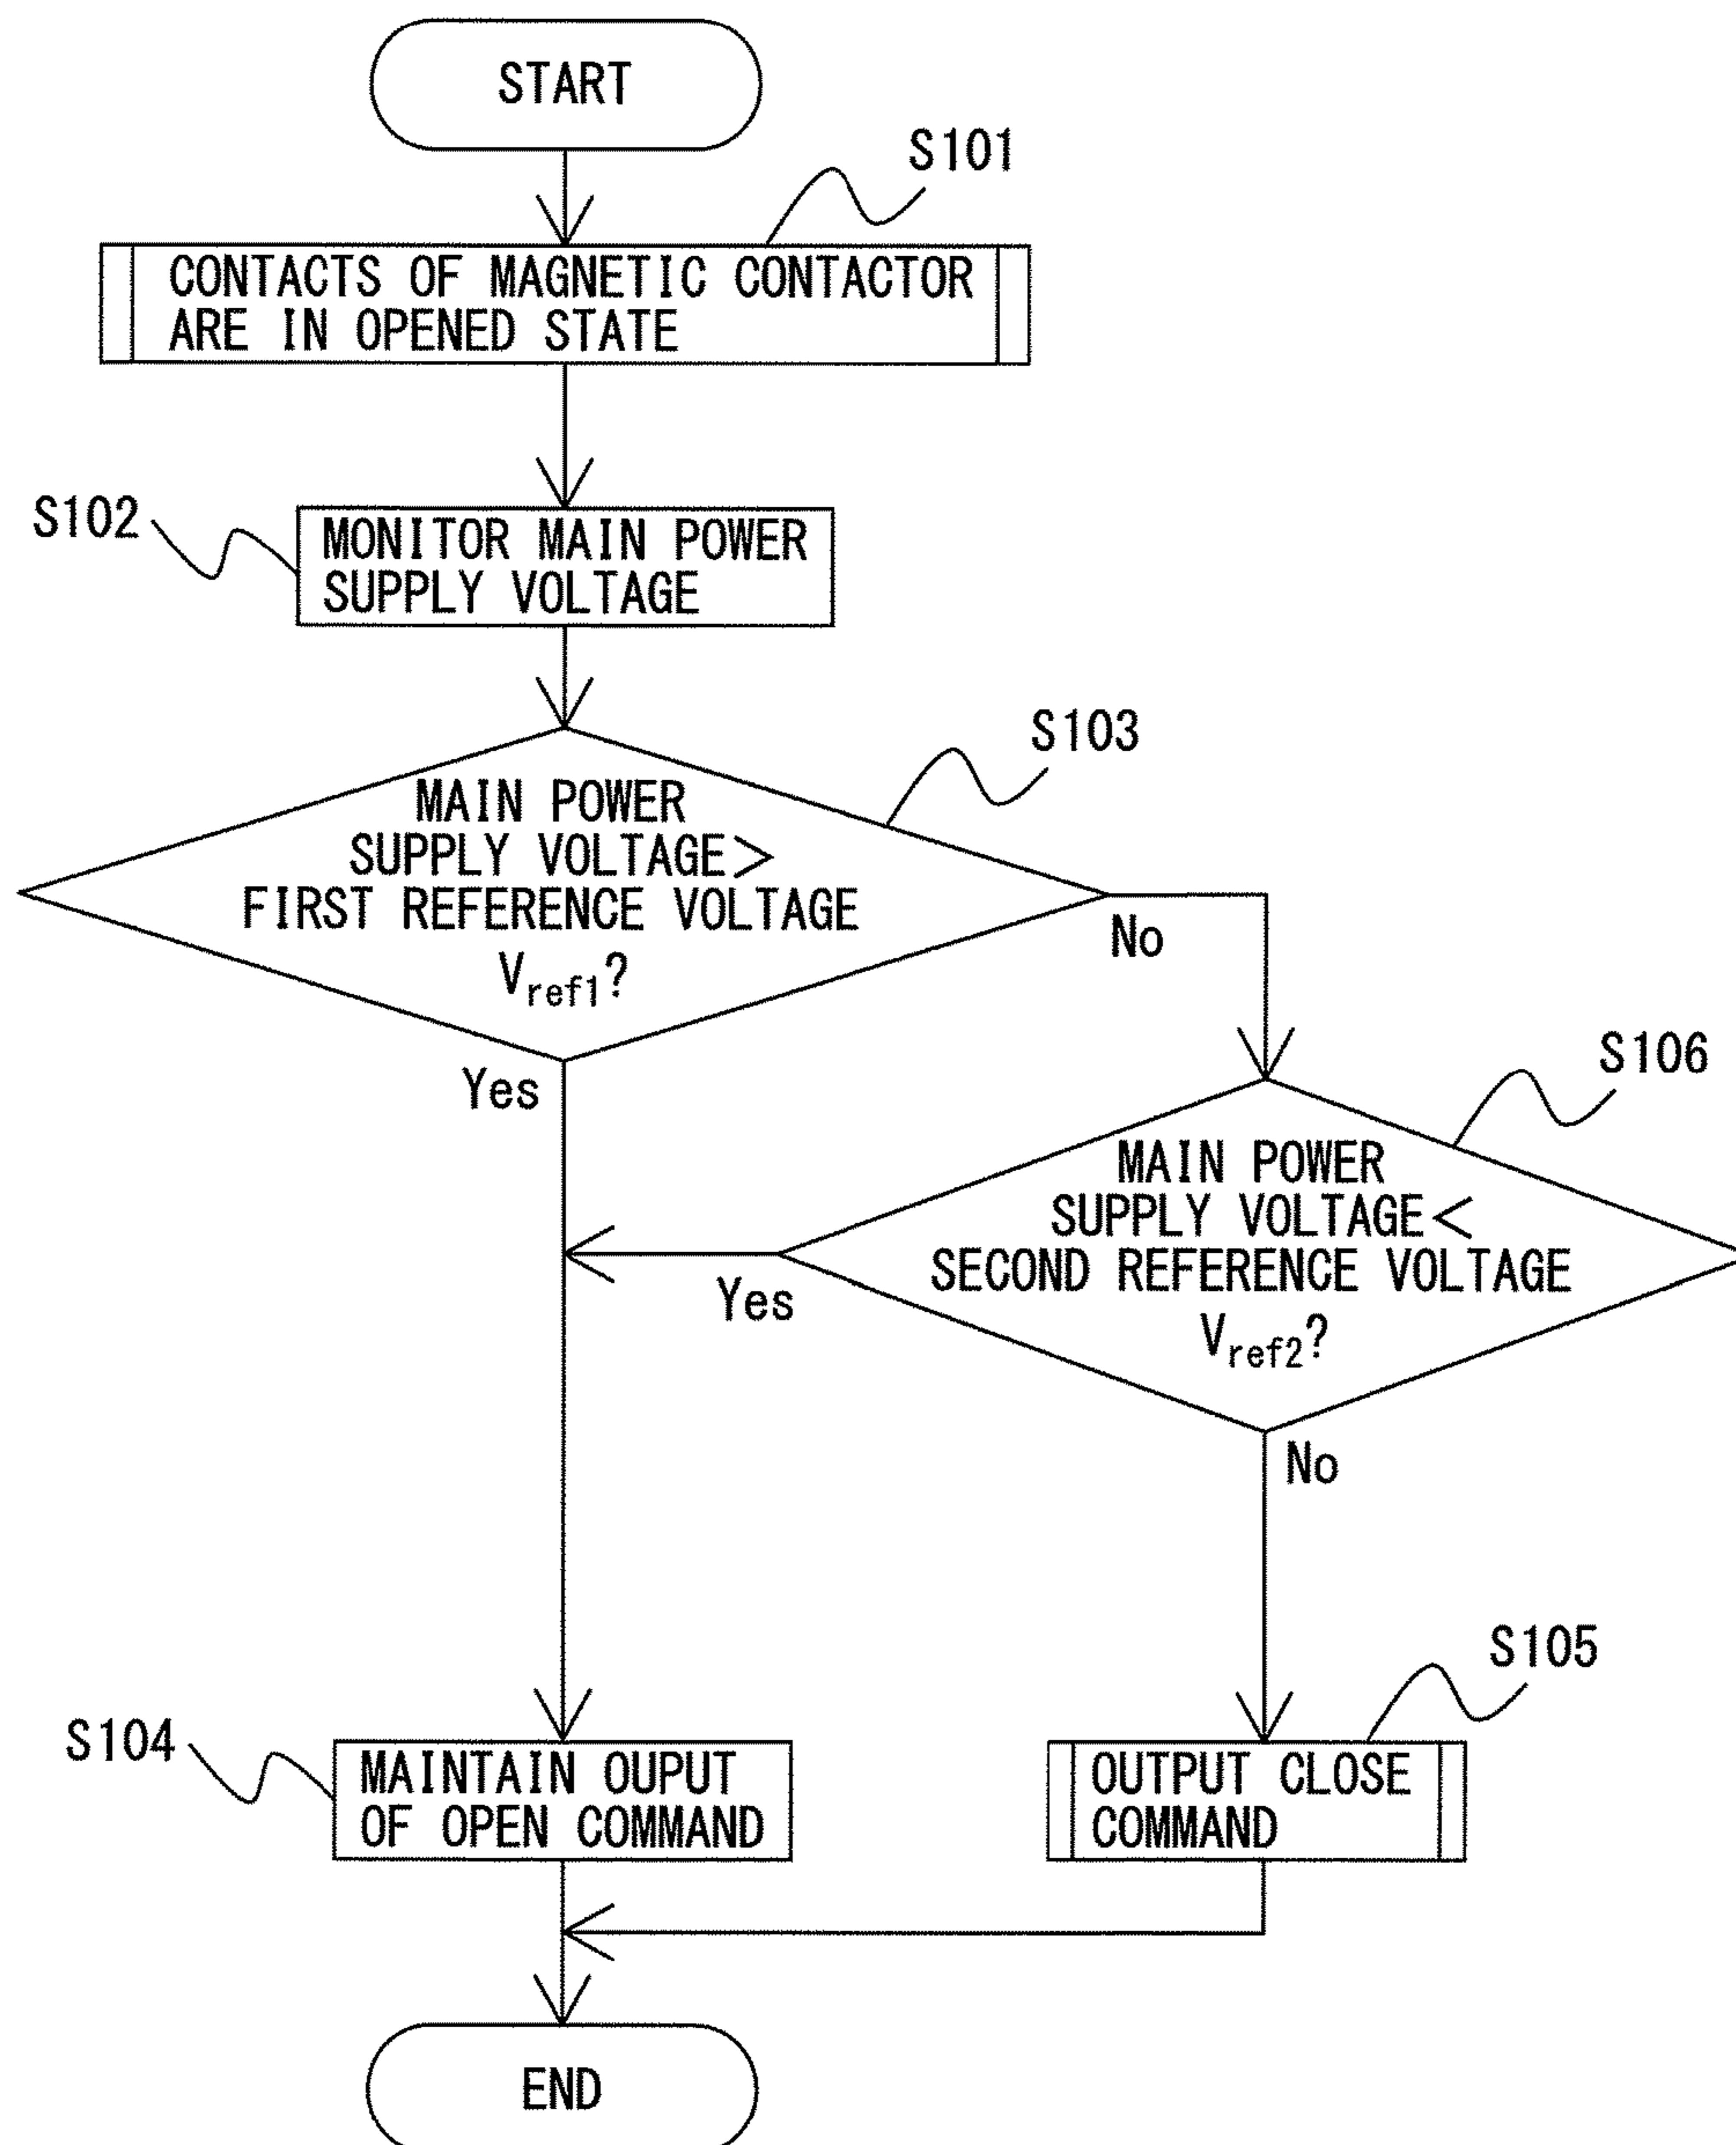 START
S101
CONTACTS OF MAGNETIC CONTACTOR
ARE IN OPENED STATE
S102
MONITOR MAIN POWER
SUPPLY VOLTAGE
S103
MAIN POWER
SUPPLY VOLTAGE>
FIRST REFERENCE VOLTAGE
Vref1?
No
Yes
S106
MAIN POWER
SUPPLY VOLTAGE<
SECOND REFERENCE VOLTAGE
Vref2?
Yes
No
S104
MAINTAIN OUPUT
OF OPEN COMMAND
S105
OUTPUT CLOSE
COMMAND
END